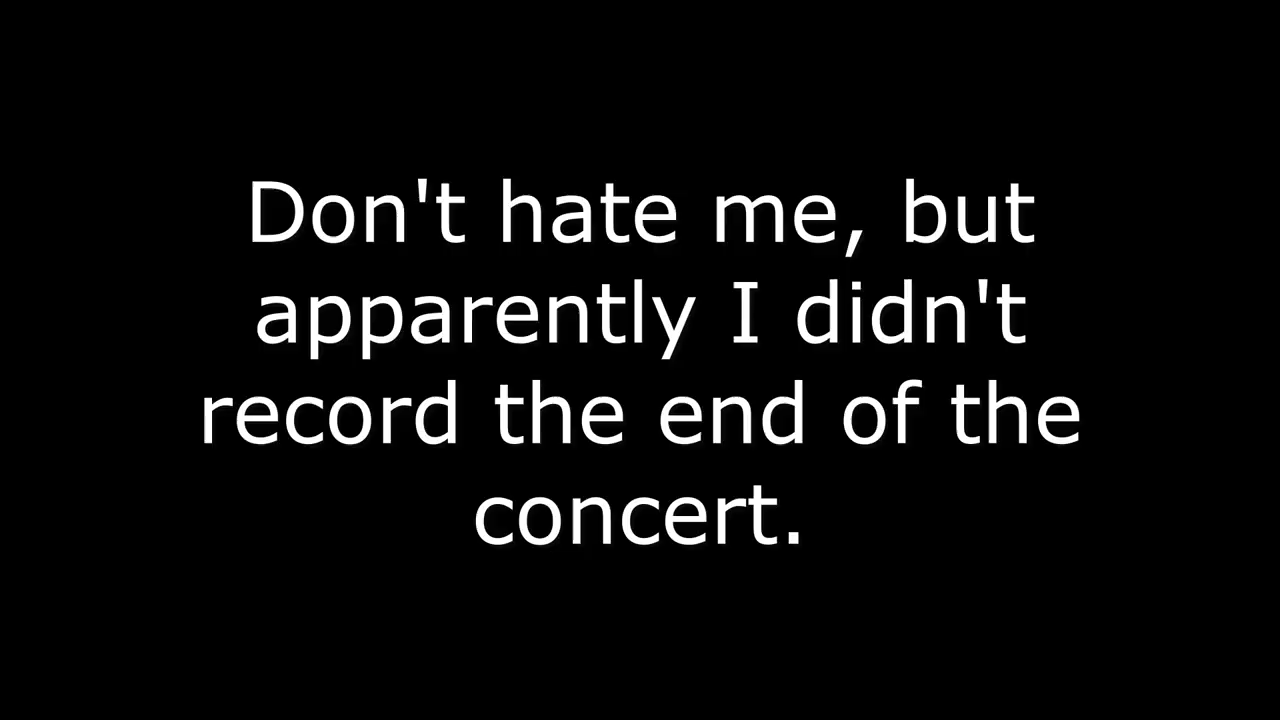 Don't hate me, but
apparently I didn't
record the end of the
concert.